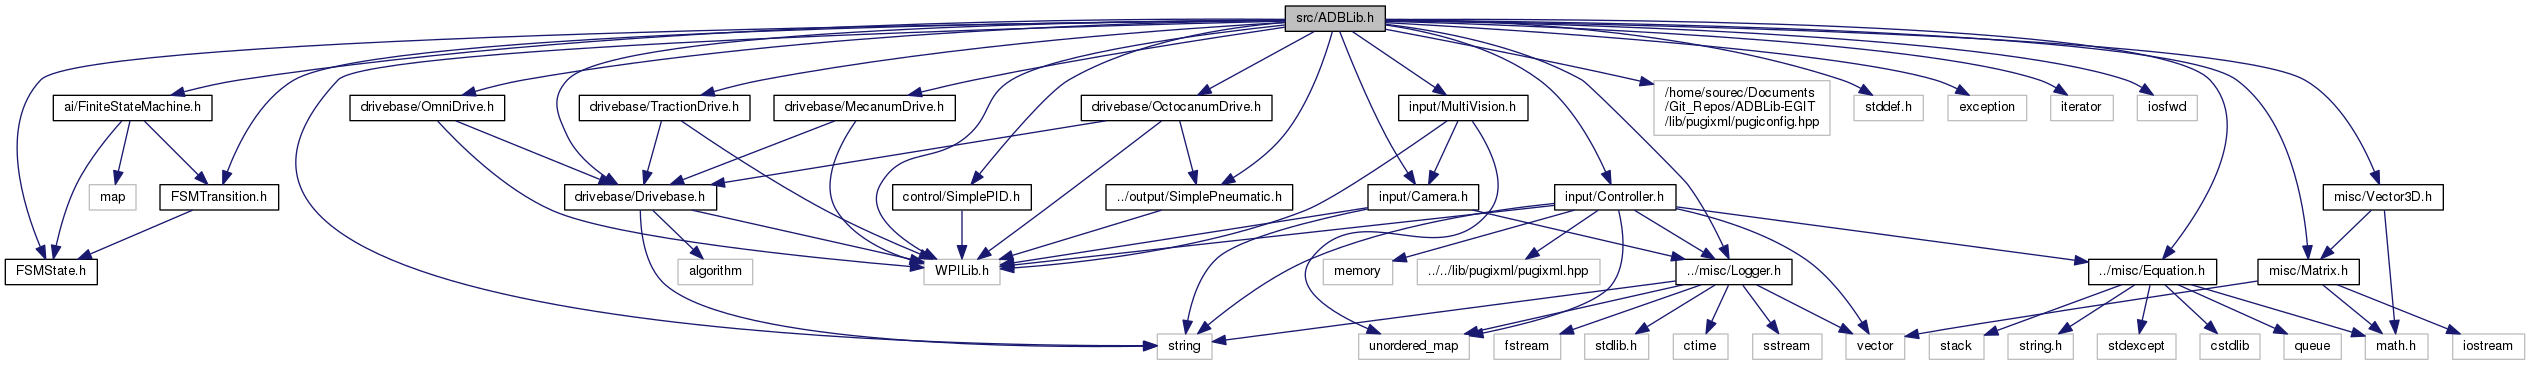 src/ADBLib.h
ai/FiniteStateMachine.h
drivebase/OmniDrive.h
drivebase/TractionDrive.h
drivebase/MecanumDrive.h
drivebase/OctocanumDrive.h
input/MultiVision.h
/home/sourec/Documents
/Git_Repos/ADBLib-EGIT
/lib/pugixml/pugiconfig.hpp
stddef.h
exception
iterator
iosfwd
map
FSMTransition.h
drivebase/Drivebase.h
control/SimplePID.h
../output/SimplePneumatic.h
input/Camera.h
input/Controller.h
misc/Vector3D.h
FSMState.h
algorithm
WPILib.h
memory
../../lib/pugixml/pugixml.hpp
../misc/Logger.h
../misc/Equation.h
misc/Matrix.h
string
unordered_map
fstream
stdlib.h
ctime
sstream
vector
stack
string.h
stdexcept
cstdlib
queue
math.h
iostream